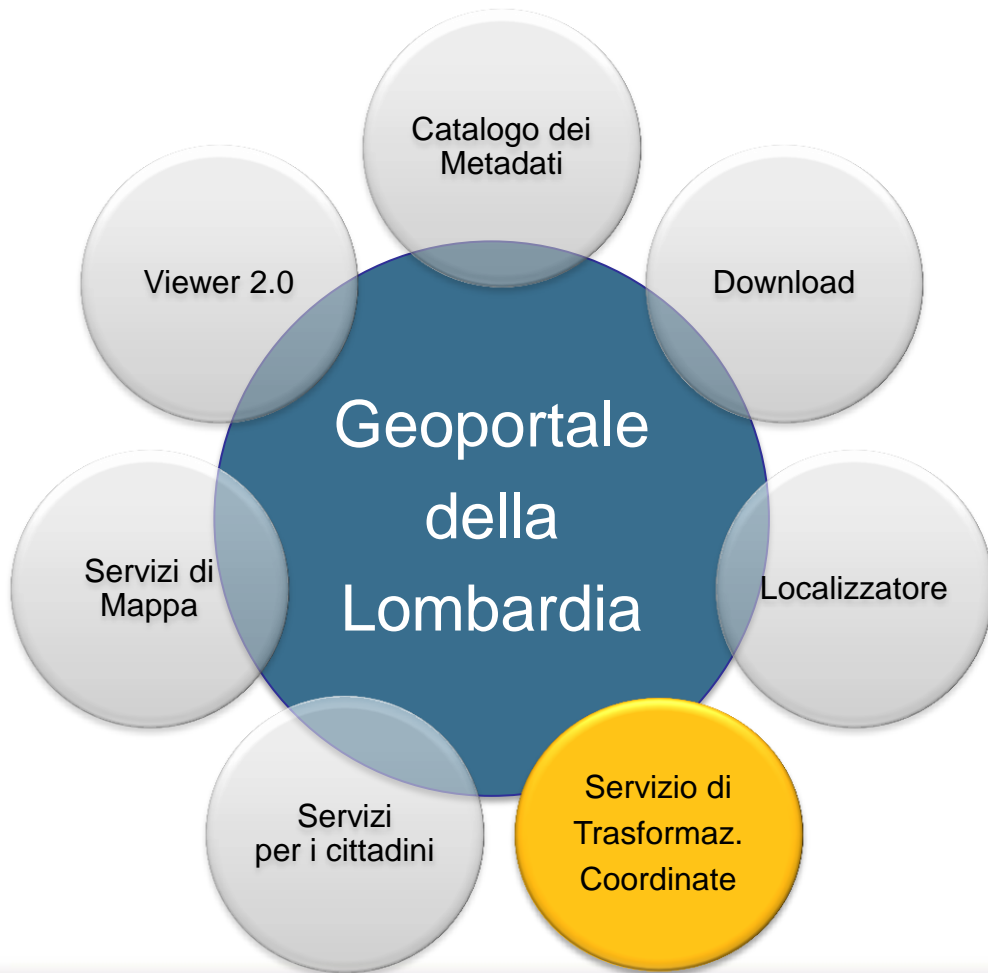 Catalogo dei
Metadati
Viewer 2.0
Download
Geoportale
della
Lombardia
Servizi di
Mappa
Localizzatore
Servizi
per i cittadini
Servizio di
Trasformaz.
Coordinate